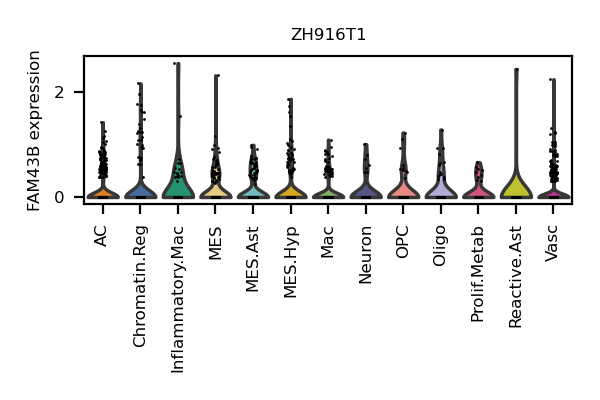 ZH916T1
FAM43B expression
2
0
AC
Chromatin.Reg
Inflammatory.Mac
MES
MES.Ast
MES.Hyp
Mac
Neuron
OPC
Oligo
Prolif.Metab
Reactive.Ast
Vasc